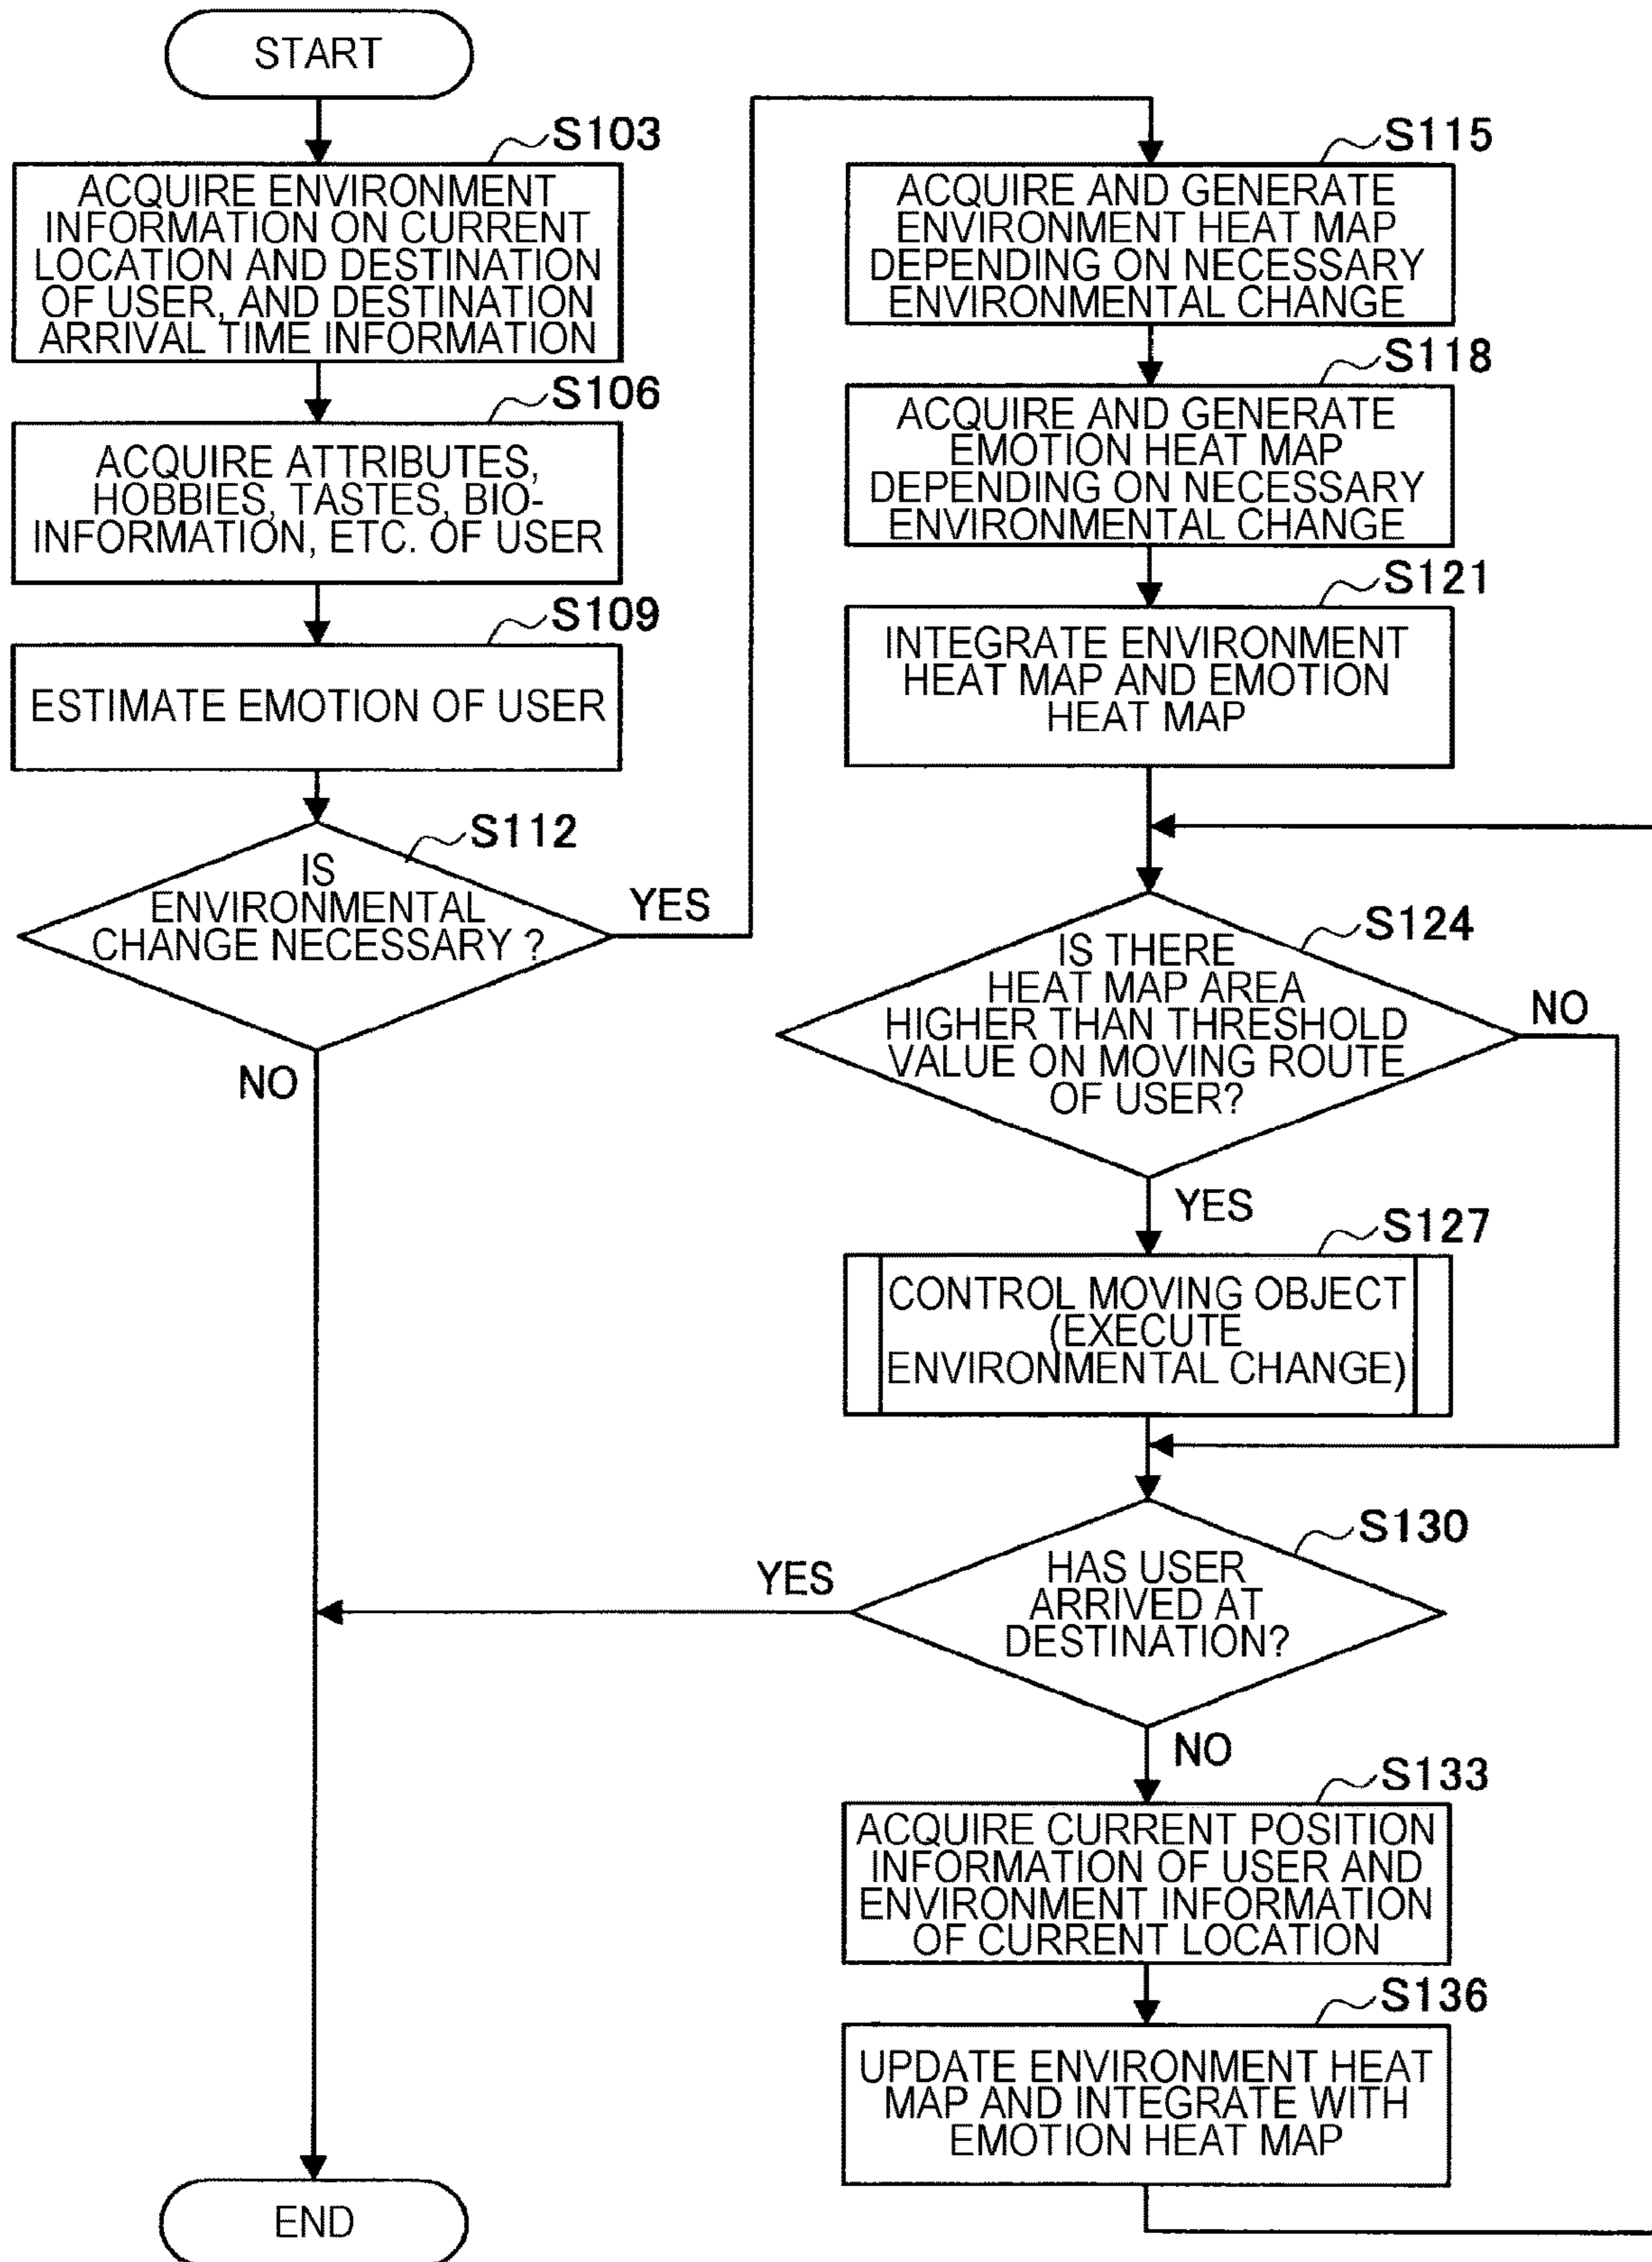 START
S103
ACQUIRE ENVIRONMENT
INFORMATION ON CURRENT
LOCATION AND DESTINATION
OF USER, AND DESTINATION
ARRIVAL TIME INFORMATION
S106
ACQUIRE ATTRIBUTES,
HOBBIES, TASTES, BIO-
INFORMATION, ETC. OF USER
S109
ESTIMATE EMOTION OF USER
S112
IS
ENVIRONMENTAL
CHANGE NECESSARY ?
YES
NO
S115
ACQUIRE AND GENERATE
ENVIRONMENT HEAT MAP
DEPENDING ON NECESSARY
ENVIRONMENTAL CHANGE
S118
ACQUIRE AND GENERATE
EMOTION HEAT MAP
DEPENDING ON NECESSARY
ENVIRONMENTAL CHANGE
S121
INTEGRATE ENVIRONMENT
HEAT MAP AND EMOTION
HEAT MAP
S124
IS THERE
HEAT MAP AREA
HIGHER THAN THRESHOLD
VALUE ON MOVING ROUTE
OF USER?
NO
YES
S127
CONTROL MOVING OBJECT
(EXECUTE
ENVIRONMENTAL CHANGE)
S130
HAS USER
ARRIVED AT
DESTINATION?
YES
NO
S133
ACQUIRE CURRENT POSITION
INFORMATION OF USER AND
ENVIRONMENT INFORMATION
OF CURRENT LOCATION
S136
UPDATE ENVIRONMENT HEAT
MAP AND INTEGRATE WITH
EMOTION HEAT MAP
END